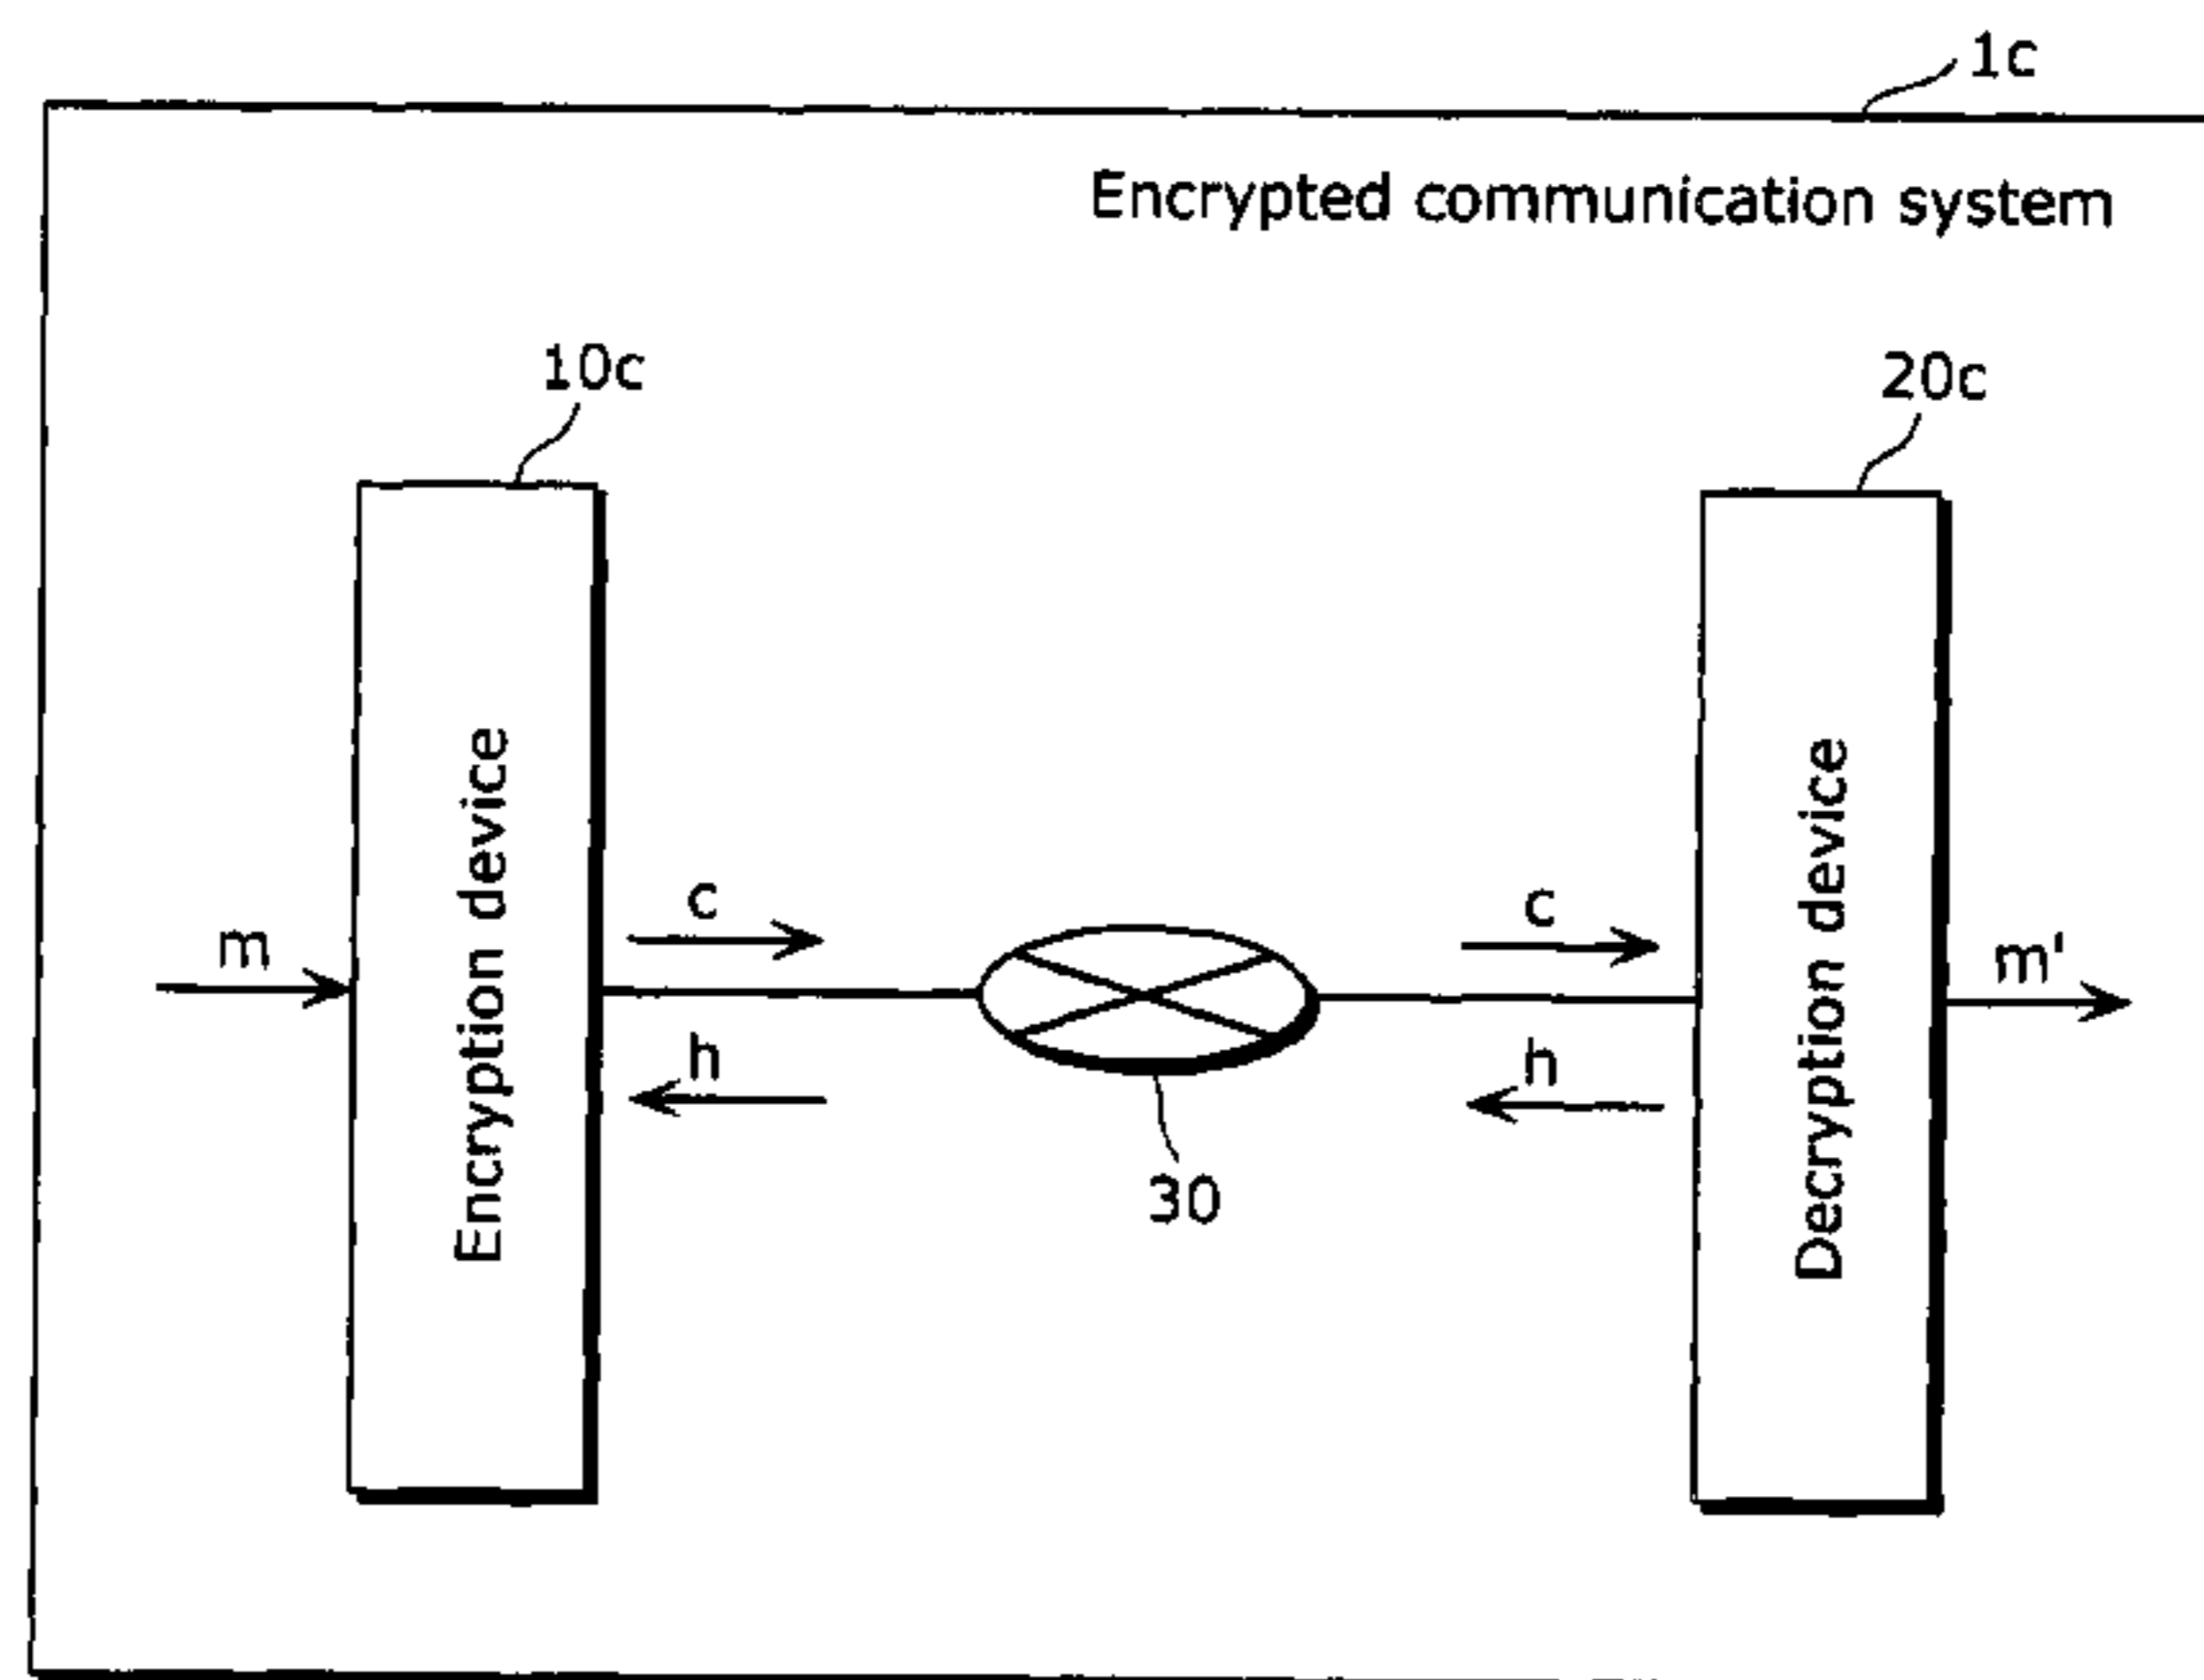 1c
Encrypted communication system
10c
20c
Encryption device
Decryption device
m
c
c
m'
h
h
30